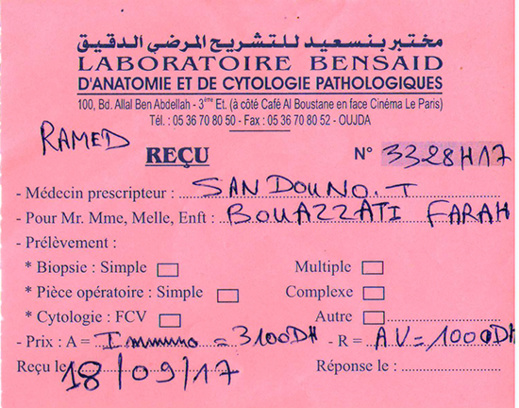 مختبر بنسعيد للتشريح المرضي الدقيق
LABORATOIRE BENSAID
D'ANATOMIE ET DE CYTOLOGIE PATHOLOGIQUES
100, Bd. Allal Ben Abdellah - 3ème Et. (à côté Café Al Boustane en face Cinéma Le Paris)
Tél. : 05 36 70 80 50 - Fax : 05 36 70 80 52 - OUJDA
RAMED
REÇU N° 3328H17
- Médecin prescripteur : SANDOUNO.T
- Pour Mr. Mme, Melle, Enft : BOUAZZATI FARAH
- Prélèvement :
* Biopsie : Simple Multiple
* Pièce opératoire : Simple Complexe
* Cytologie : FCV Autre
- Prix : A = Immuno = 3100DH - R = A.V = 1000DH
Reçu le 18/09/17 Réponse le :